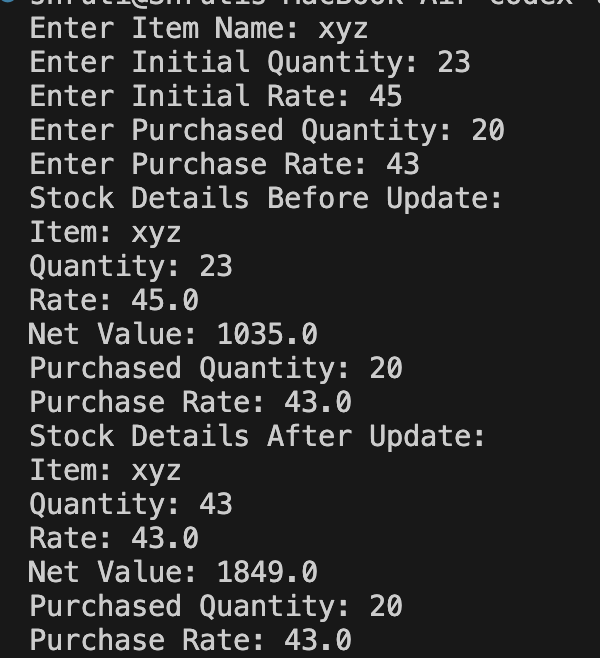 Enter Item Name: xyz
Enter Initial Quantity: 23
Enter Initial Rate: 45
Enter Purchased Quantity: 20
Enter Purchase Rate: 43
Stock Details Before Update:
Item: xyz
Quantity: 23
Rate: 45.0
Net Value: 1035.0
Purchased Quantity: 20
Purchase Rate: 43.0
Stock Details After Update:
Item: xyz
Quantity: 43
Rate: 43.0
Net Value: 1849.0
Purchased Quantity: 20
Purchase Rate: 43.0